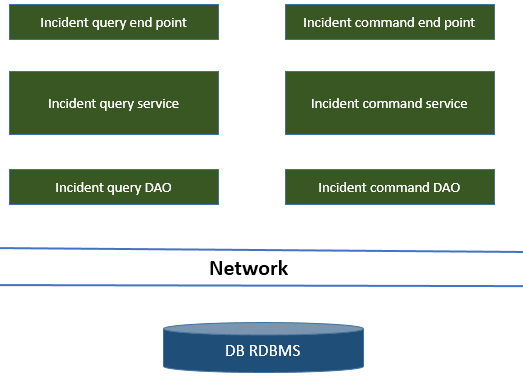 Incident query end point
Incident command end point
Incident query service
Incident command service
Incident query DAO
Incident command DAO
Network
DB RDBMS